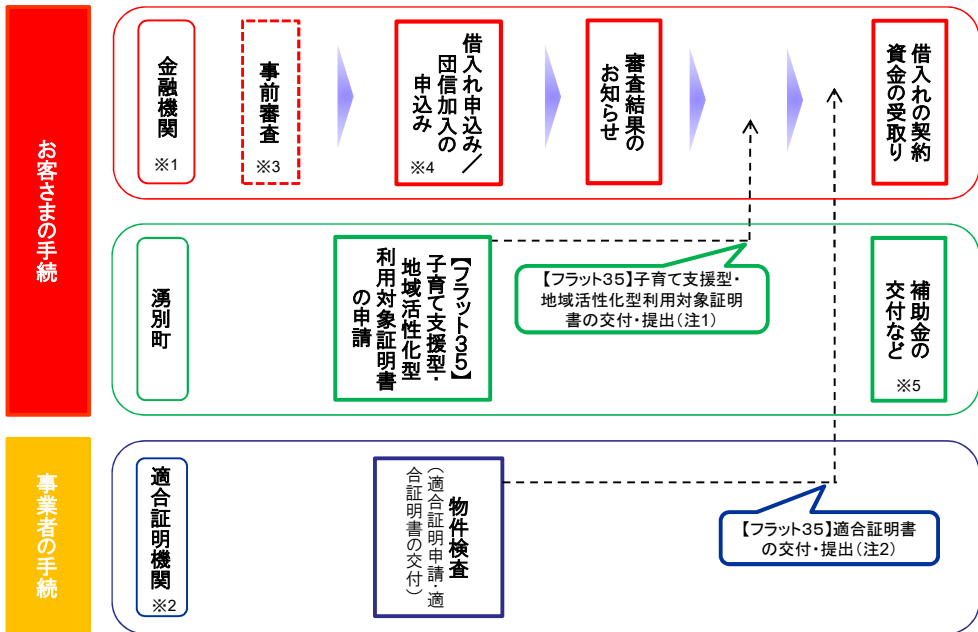 お客さまの手続
金融機関
※1
事前審査
※3
借入れ申込み／
団信加入の
申込み
※4
審査結果の
お知らせ
借入れの契約
資金の受取り
湧別町
【フラット35】
子育て支援型・
地域活性化型
利用対象証明書
の申請
【フラット35】子育て支援型・
地域活性化型利用対象証明
書の交付・提出(注1)
補助金の
交付など
※5
事業者の手続
適合証明機関
※2
物件検査
(適合証明申請・適
合証明書の交付)
【フラット35】適合証明書
の交付・提出(注2)